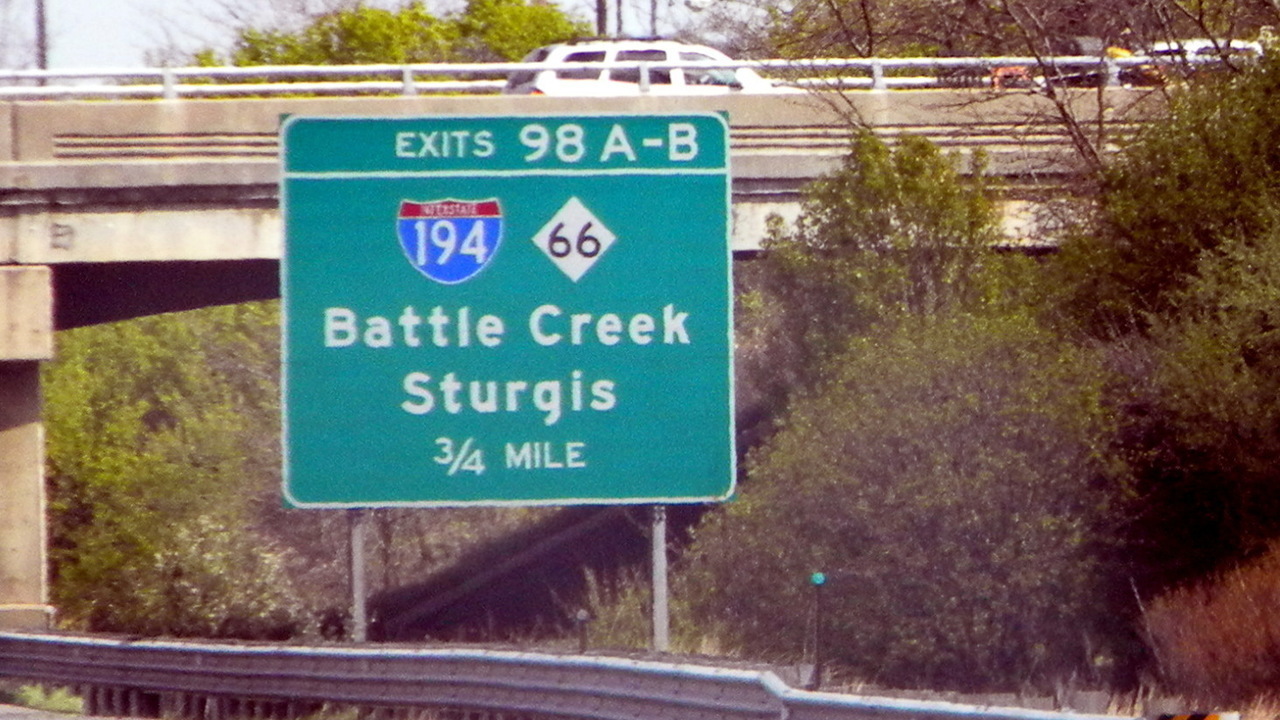 EXITS 98 A-B
INTERSTATE
194 66
Battle Creek
Sturgis
3/4 MILE